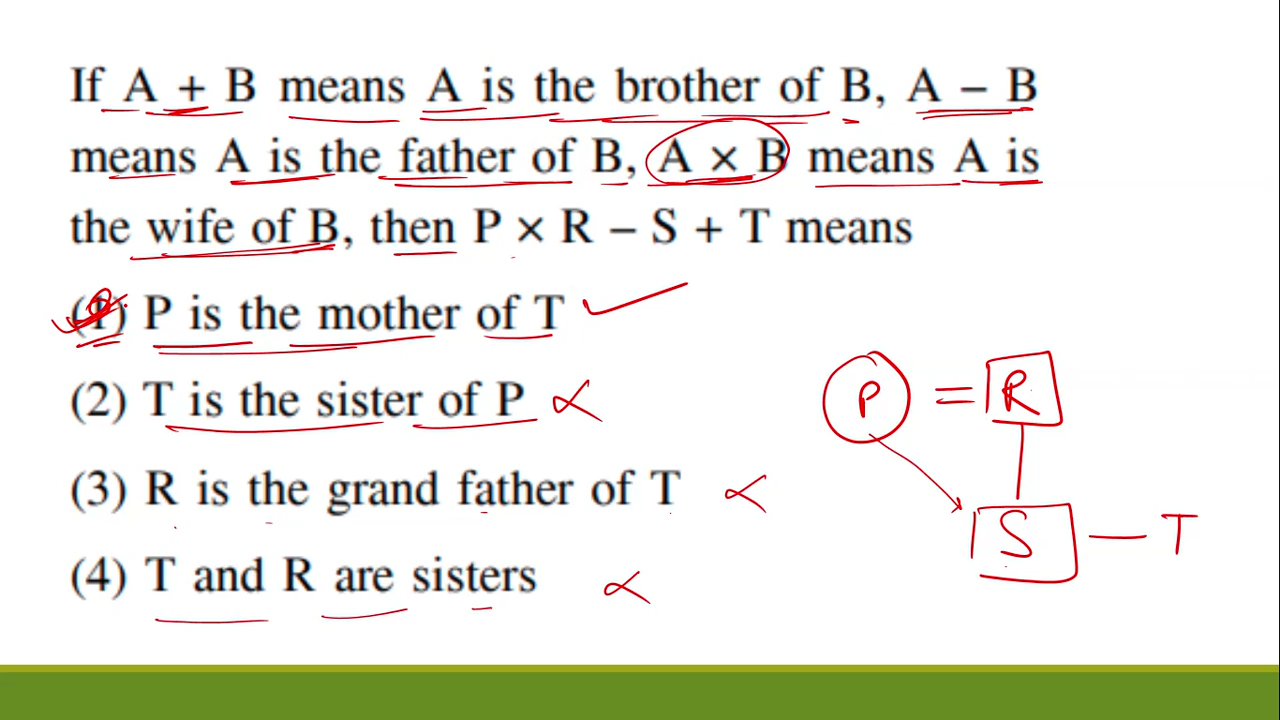 If A + B means A is the brother of B, A – B
means A is the father of B, A × B means A is
the wife of B, then P × R – S + T means
(1) P is the mother of T
(2) T is the sister of P
(3) R is the grand father of T
(4) T and R are sisters
P = R
S — T